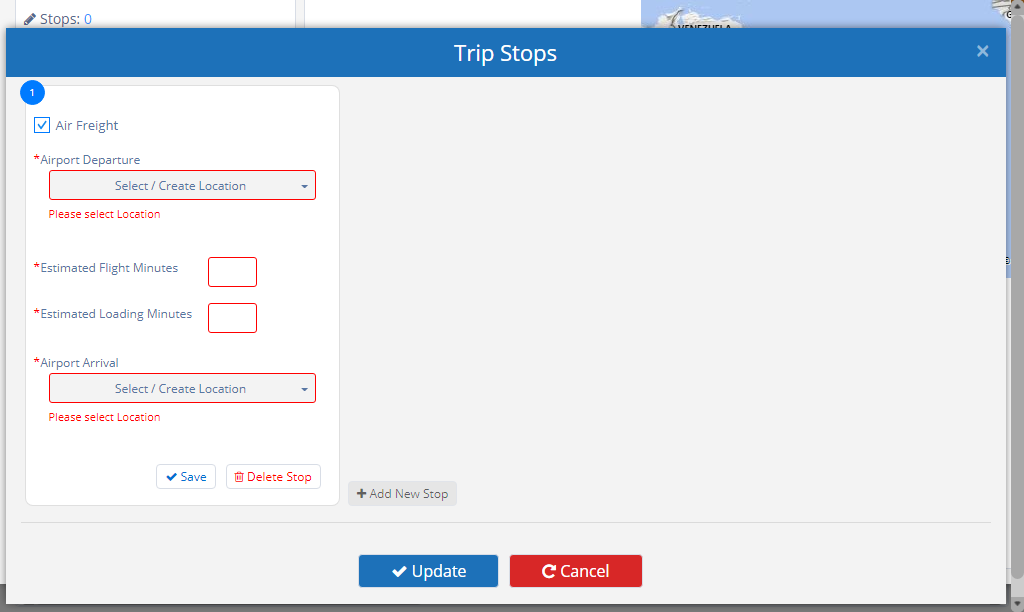 Stops: 0
VENEZUELA
Trip Stops
×
1
Air Freight
*Airport Departure
Select / Create Location
Please select Location
*Estimated Flight Minutes
*Estimated Loading Minutes
*Airport Arrival
Select / Create Location
Please select Location
Save
Delete Stop
+ Add New Stop
Update
Cancel